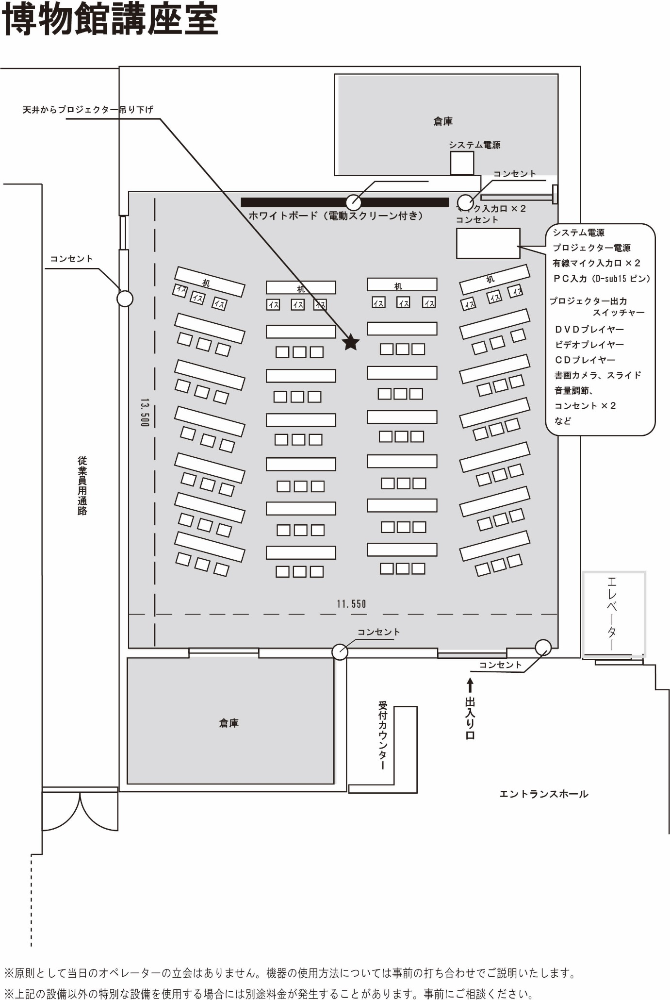 博物館講座室
天井からプロジェクター吊り下げ
倉庫
システム電源
コンセント
ホワイトボード（電動スクリーン付き）
マイク入力口×２
コンセント
システム電源
プロジェクター電源
有線マイク入力口×２
ＰＣ入力（D-sub15ピン）
プロジェクター出力
スイッチャー
ＤＶＤプレイヤー
ビデオプレイヤー
ＣＤプレイヤー
書画カメラ、スライド
音量調節、
コンセント×２
など
コンセント
机
机
机
机
イス
イス
イス
イス
イス
イス
イス
イス
イス
イス
イス
イス
13.500
従業員用通路
11.550
エレベーター
コンセント
コンセント
出入り口
受付カウンター
倉庫
エントランスホール
※原則として当日のオペレーターの立会はありません。機器の使用方法については事前の打ち合わせでご説明いたします。
※上記の設備以外の特別な設備を使用する場合には別途料金が発生することがあります。事前にご相談ください。